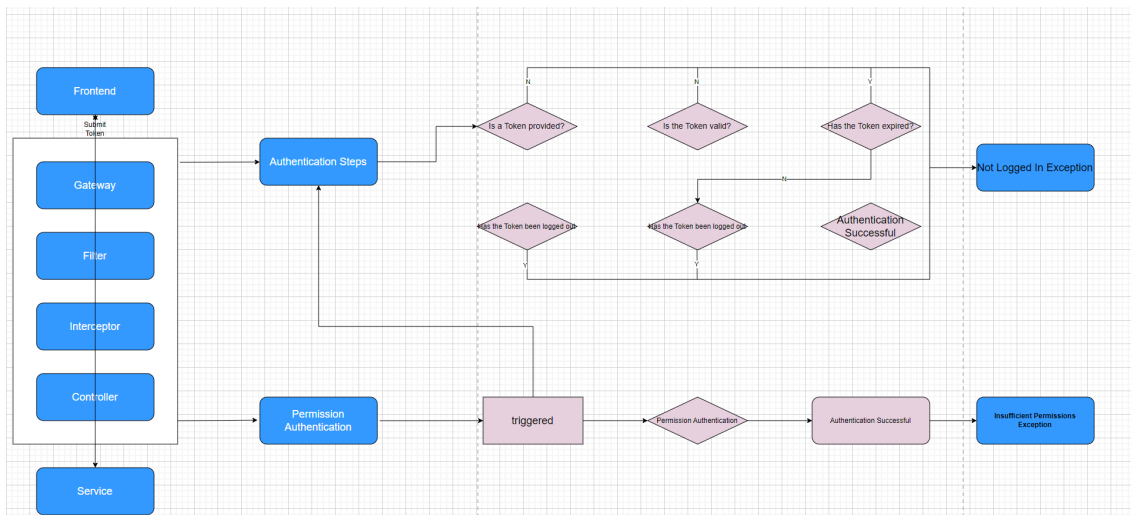 Frontend
Submit
Token
Gateway
Filter
Interceptor
Controller
Service
Authentication Steps
Permission
Authentication
N
N
Y
Is a Token provided?
Is the Token valid?
Has the Token expired?
N
Has the Token been logged out
Has the Token been logged out
Authentication
Successful
Y
Y
Not Logged In Exception
triggered
Permission Authentication
Authentication Successful
Insufficient Permissions
Exception